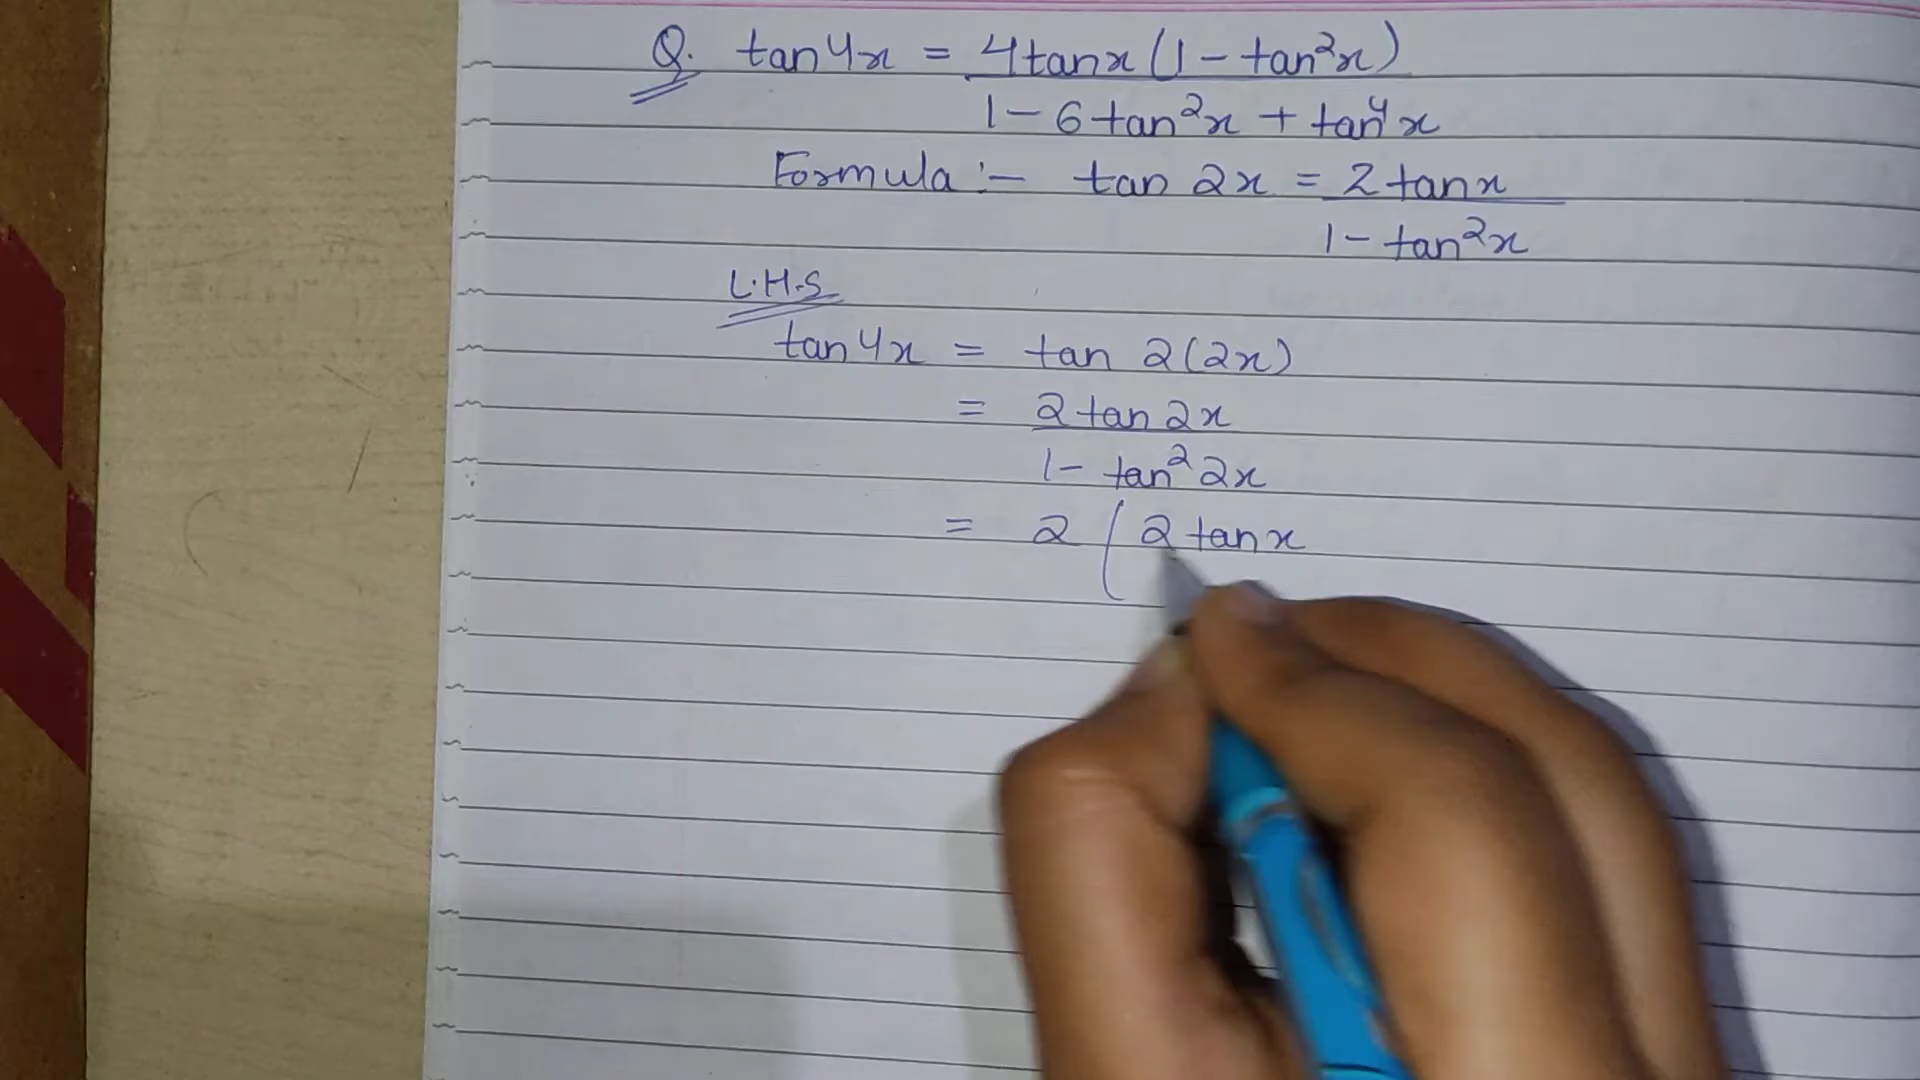 Q. tan4x = 4tanx(1 - tan²x)
1 - 6tan²x + tan⁴x
Formula :- tan 2x = 2tanx
1 - tan²x
L.H.S
tan4x = tan 2(2x)
= 2tan2x
1 - tan²2x
= 2 ( 2tanx